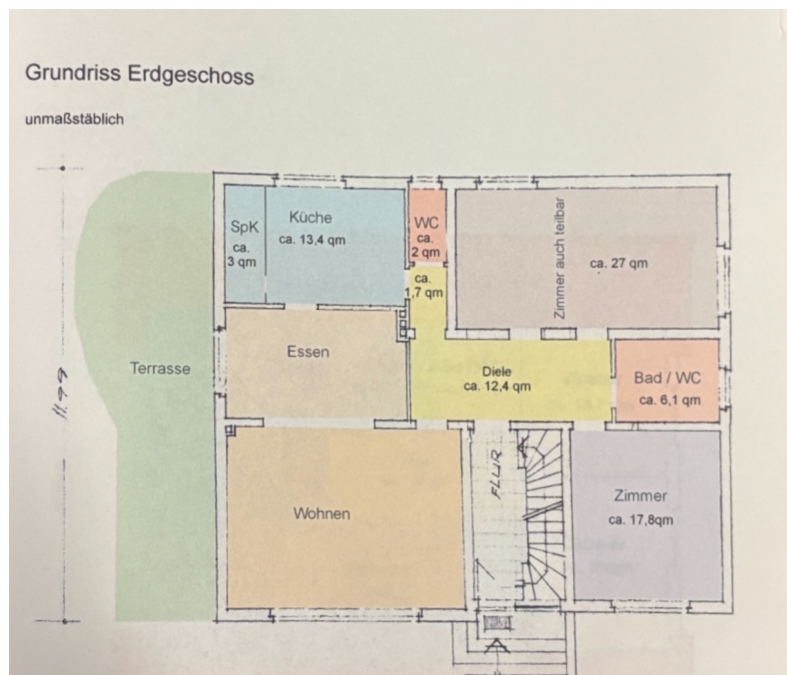 Grundriss Erdgeschoss
unmaßstäblich
SpK
ca.
3 qm
Küche
ca. 13,4 qm
WC
ca.
2 qm
ca.
1,7 qm
Zimmer auch teilbar
ca. 27 qm
Essen
Terrasse
11.99
Diele
ca. 12,4 qm
Bad / WC
ca. 6,1 qm
Wohnen
FLUR
Zimmer
ca. 17,8qm